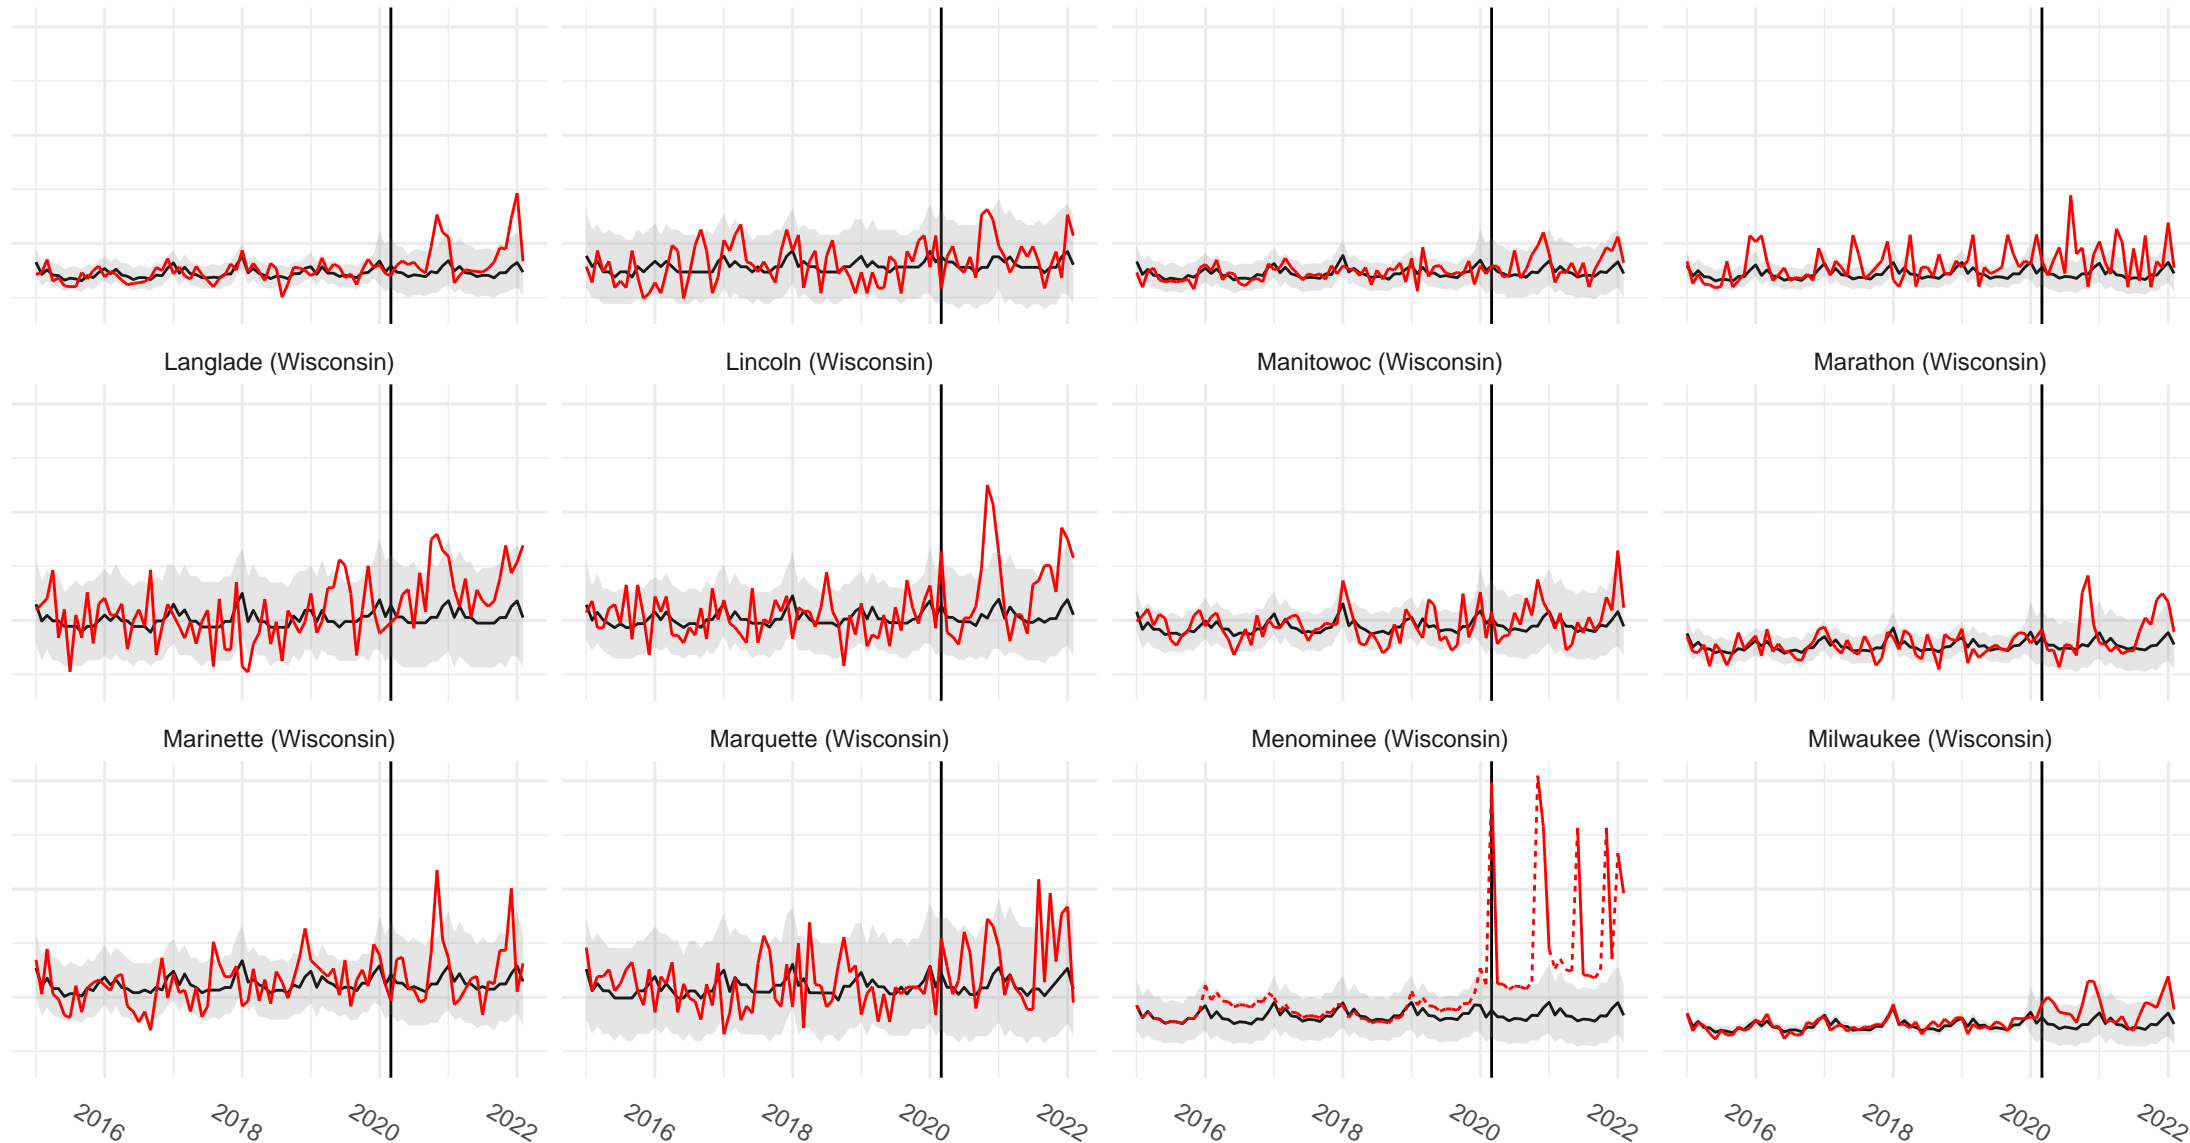 Langlade (Wisconsin) Lincoln (Wisconsin) Manitowoc (Wisconsin) Marathon (Wisconsin)
Marinette (Wisconsin) Marquette (Wisconsin) Menominee (Wisconsin) Milwaukee (Wisconsin)
2016 2018 2020 2022 2016 2018 2020 2022 2016 2018 2020 2022 2016 2018 2020 2022